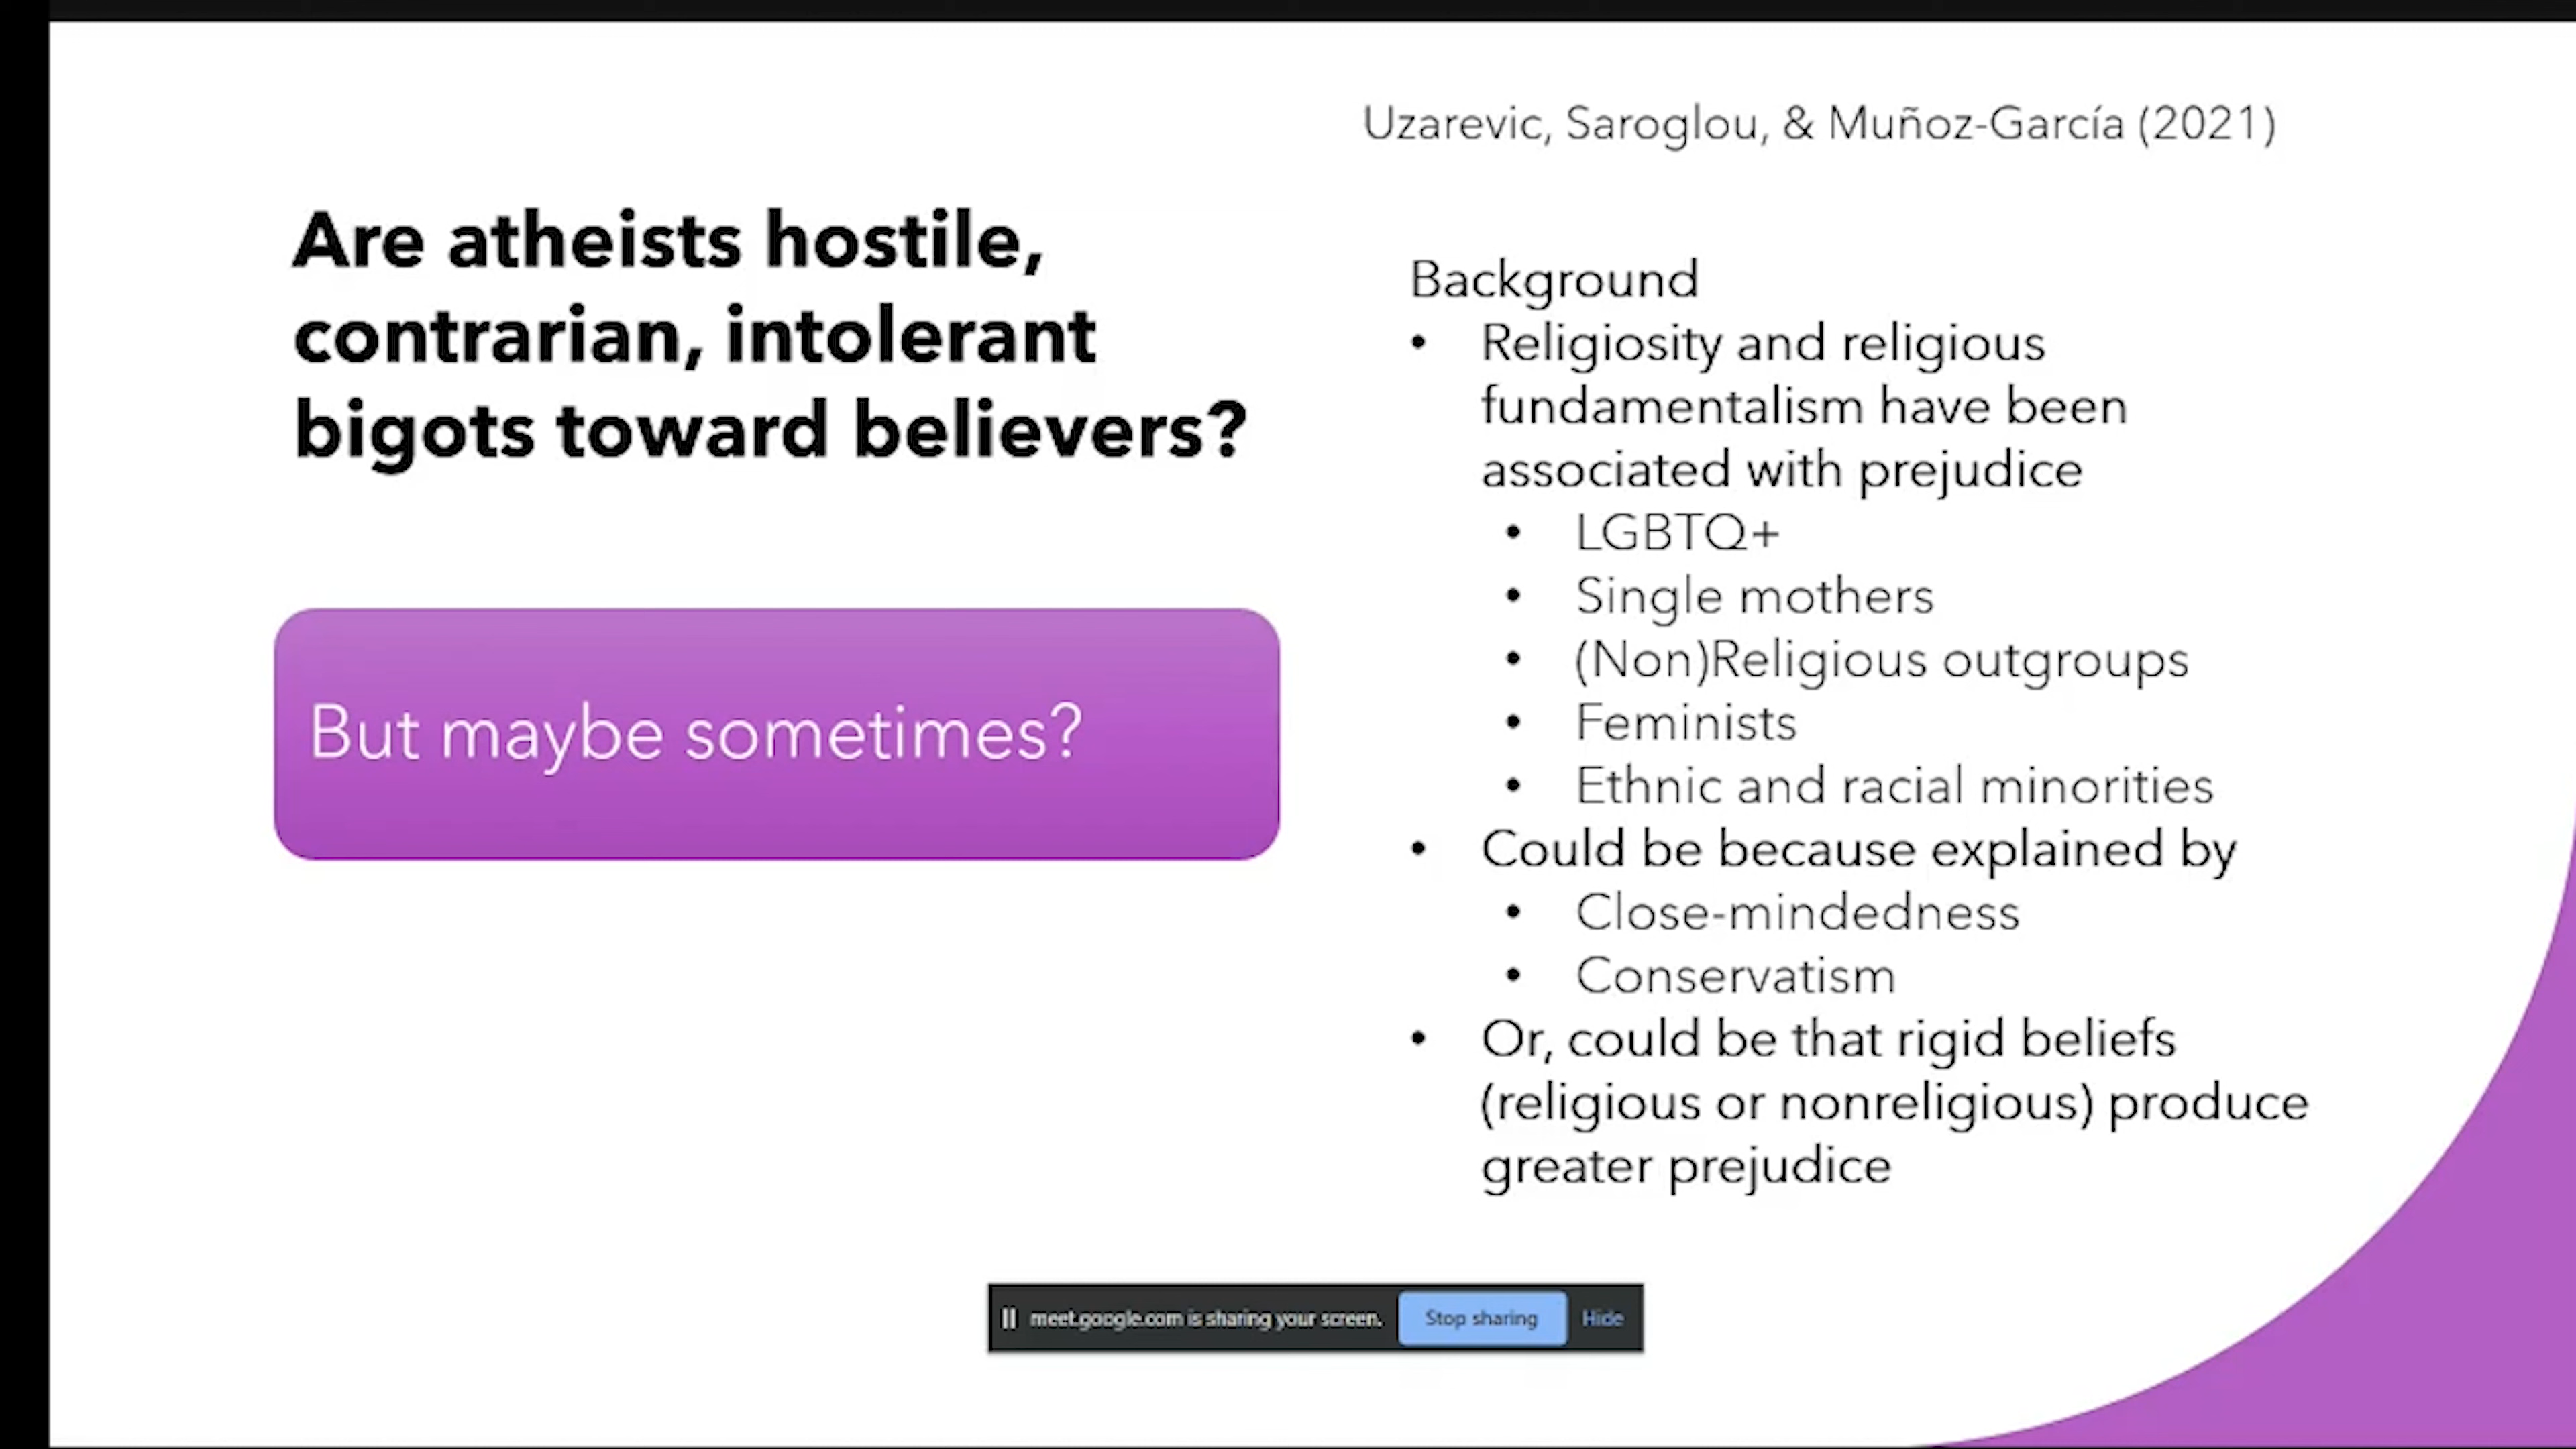 Uzarevic, Saroglou, & Muñoz-García (2021)
Are atheists hostile,
contrarian, intolerant
bigots toward believers?
But maybe sometimes?
Background
• Religiosity and religious
fundamentalism have been
associated with prejudice
• LGBTQ+
• Single mothers
• (Non)Religious outgroups
• Feminists
• Ethnic and racial minorities
• Could be because explained by
• Close-mindedness
• Conservatism
• Or, could be that rigid beliefs
(religious or nonreligious) produce
greater prejudice
meet.google.com is sharing your screen. Stop sharing Hide